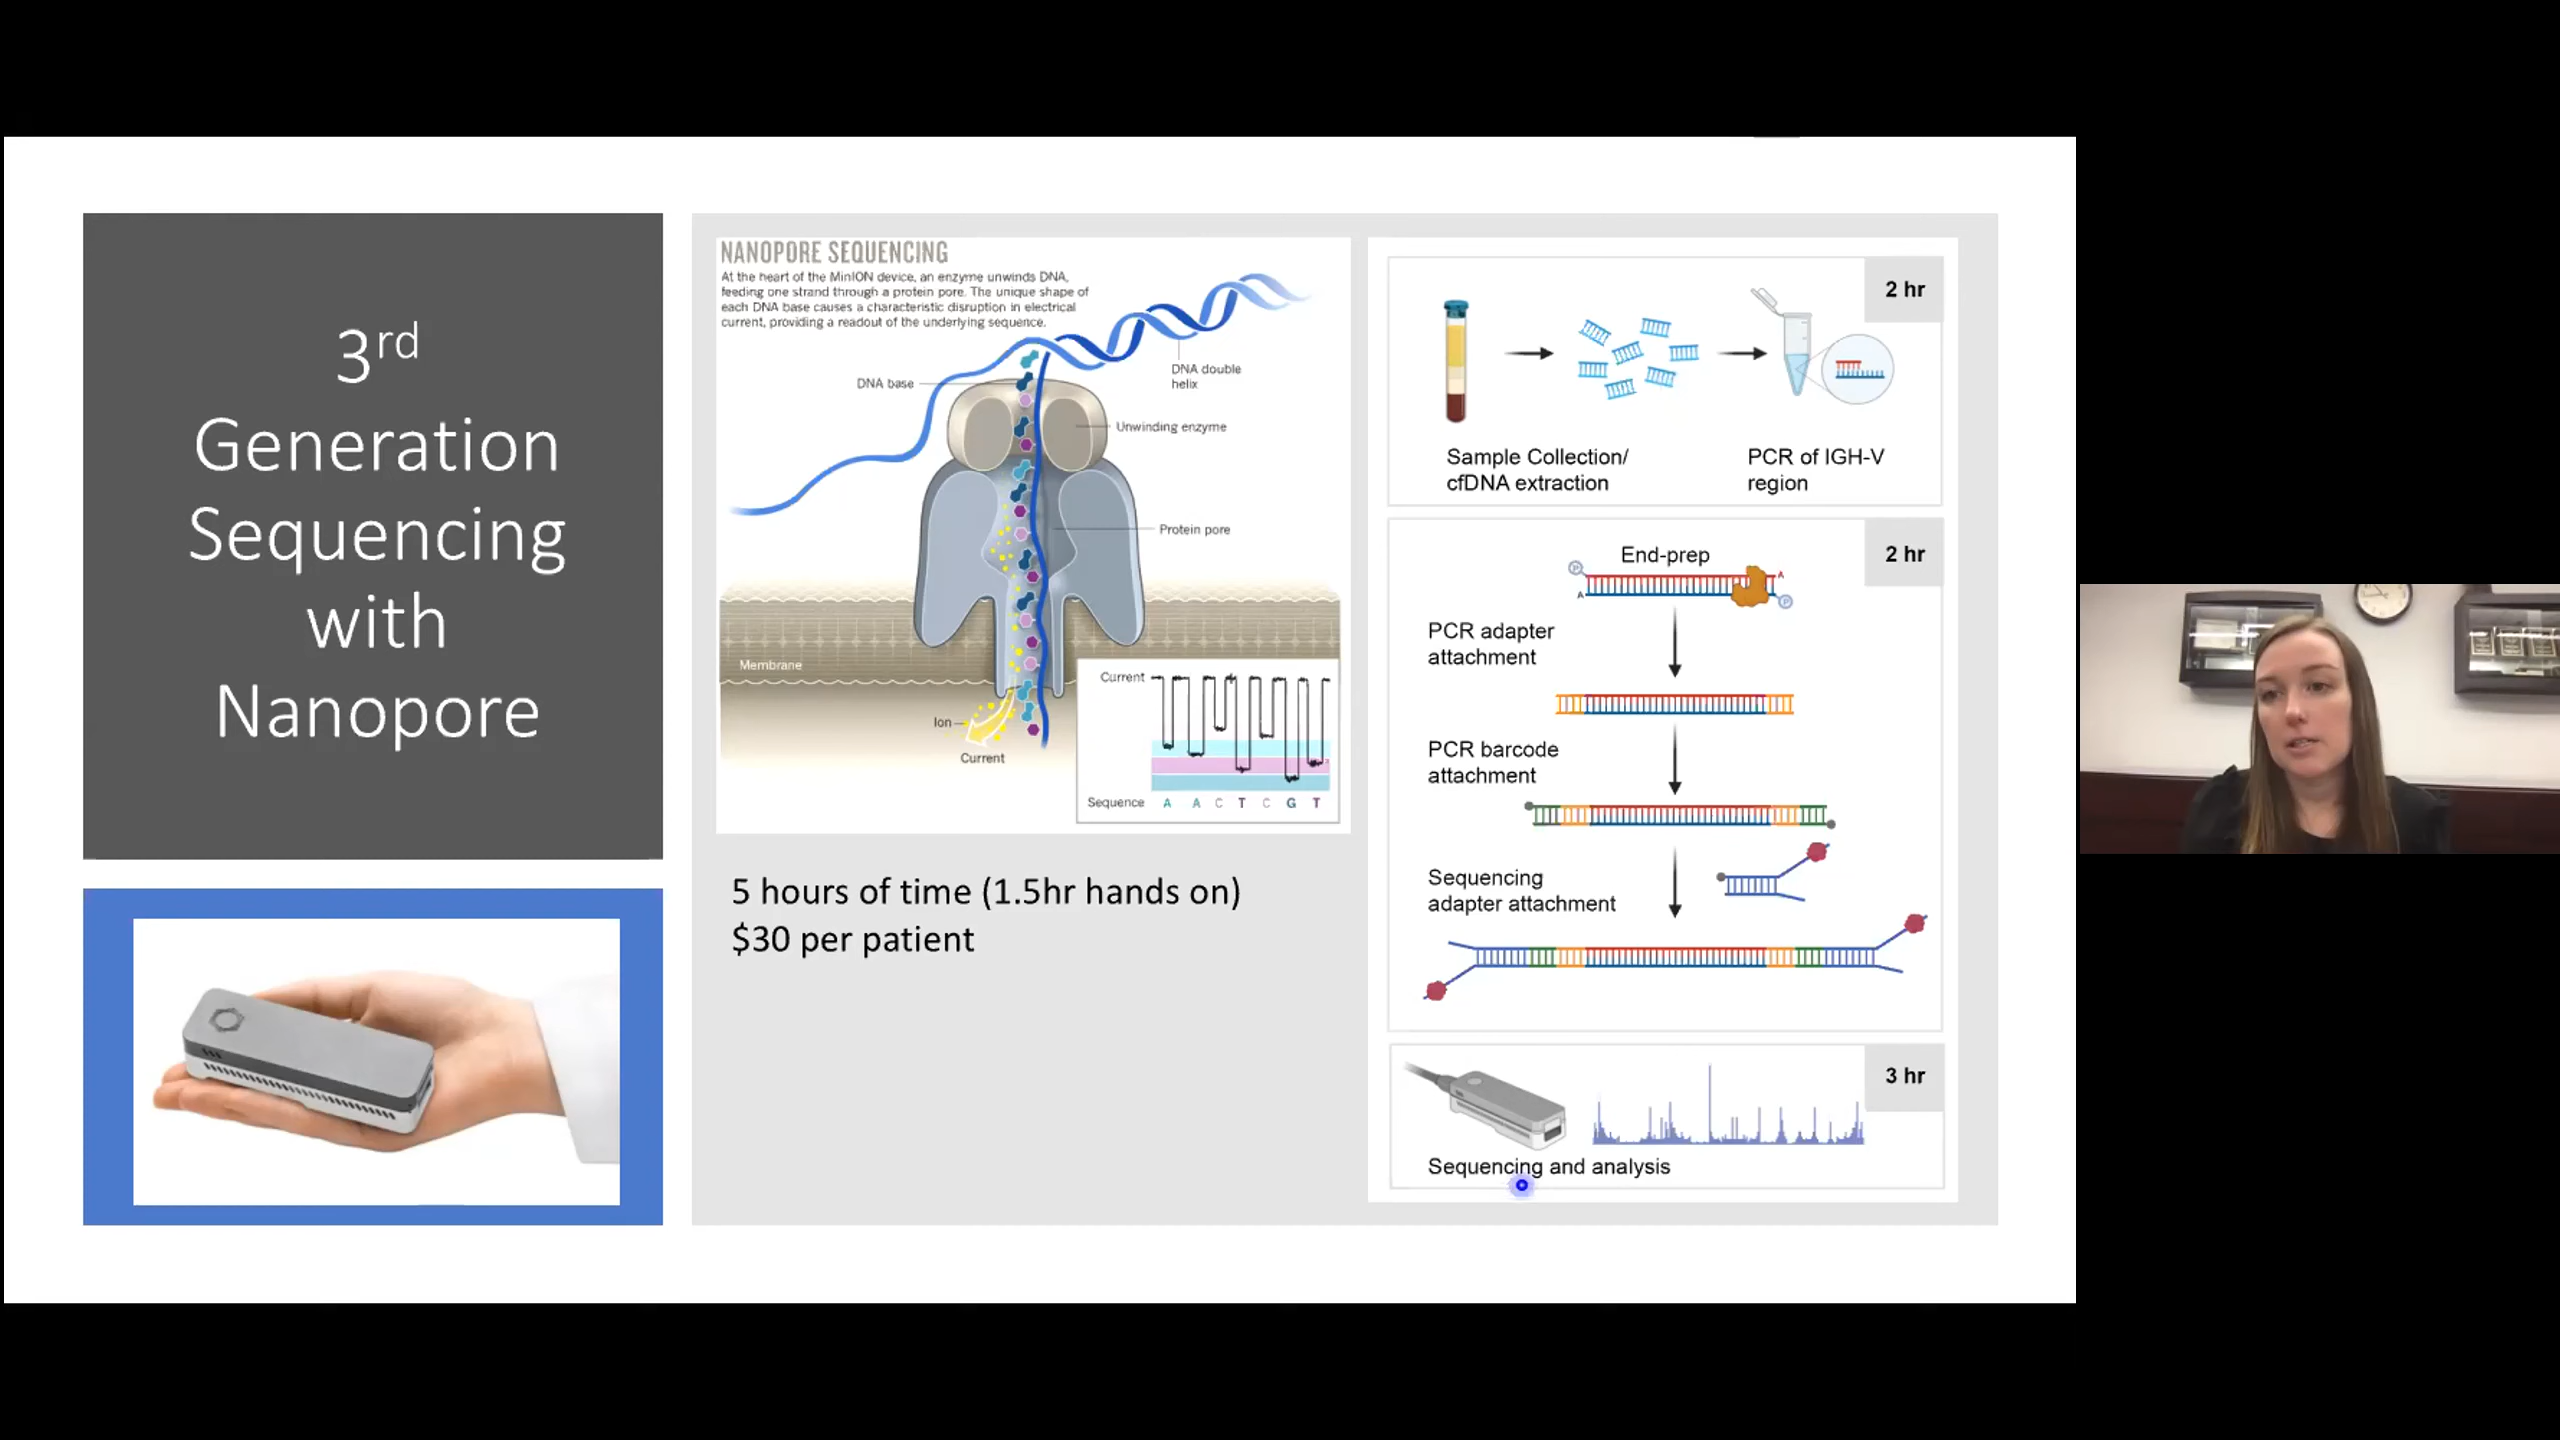 3rd
Generation
Sequencing
with
Nanopore
NANOPORE SEQUENCING
At the heart of the MinION device, an enzyme unwinds DNA,
feeding one strand through a protein pore. The unique shape of
each DNA base causes a characteristic disruption in electrical
current, providing a readout of the underlying sequence.
DNA base
DNA double
helix
Unwinding enzyme
Protein pore
Membrane
Ion
Current
Current
Sequence A A C T C G T
5 hours of time (1.5hr hands on)
$30 per patient
2 hr
Sample Collection/
cfDNA extraction
PCR of IGH-V
region
2 hr
End-prep
P
A
A
P
PCR adapter
attachment
PCR barcode
attachment
Sequencing
adapter attachment
3 hr
Sequencing and analysis